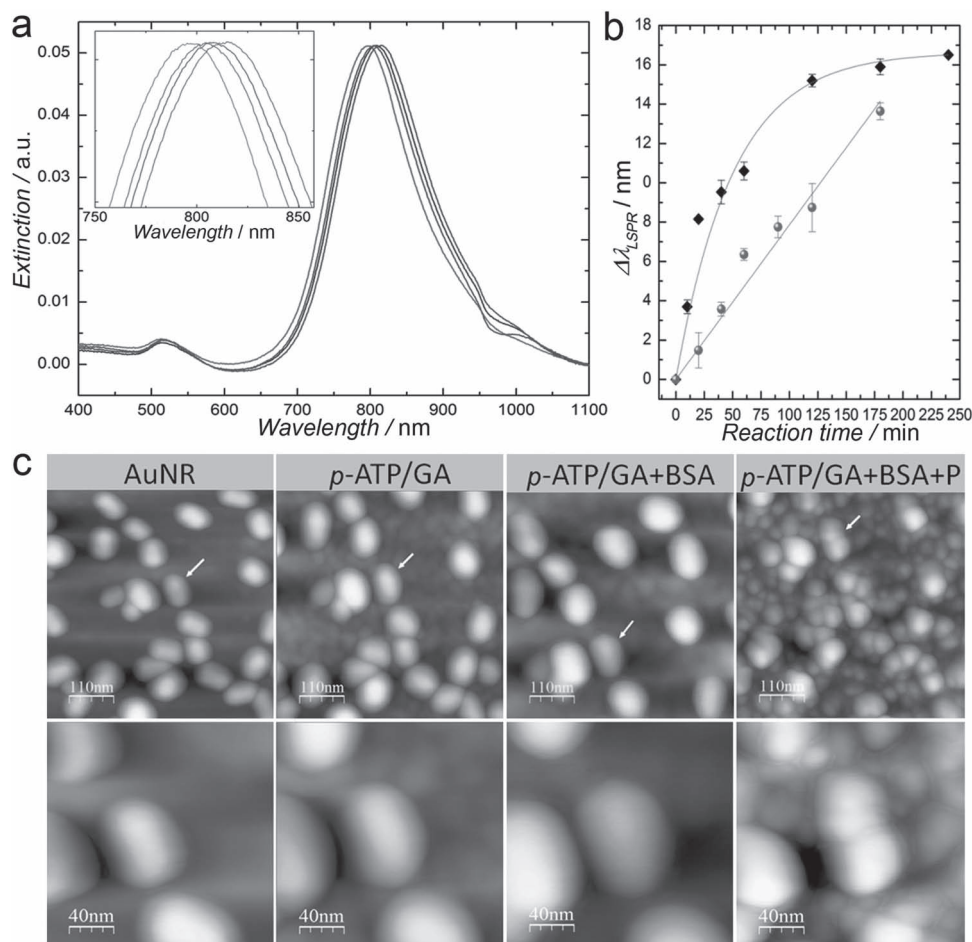 a
0.05
0.04
0.03
0.02
0.01
0.00
Extinction / a.u.
400 500 600 700 800 900 1000 1100
Wavelength / nm
750 800 850
Wavelength / nm
b
18
16
14
12
0
8
6
4
2
0
ΔλLSPR / nm
0 25 50 75 100 125 150 175 200 225 250
Reaction time / min
c
AuNR
p-ATP/GA
p-ATP/GA+BSA
p-ATP/GA+BSA+P
110nm
110nm
110nm
110nm
40nm
40nm
40nm
40nm